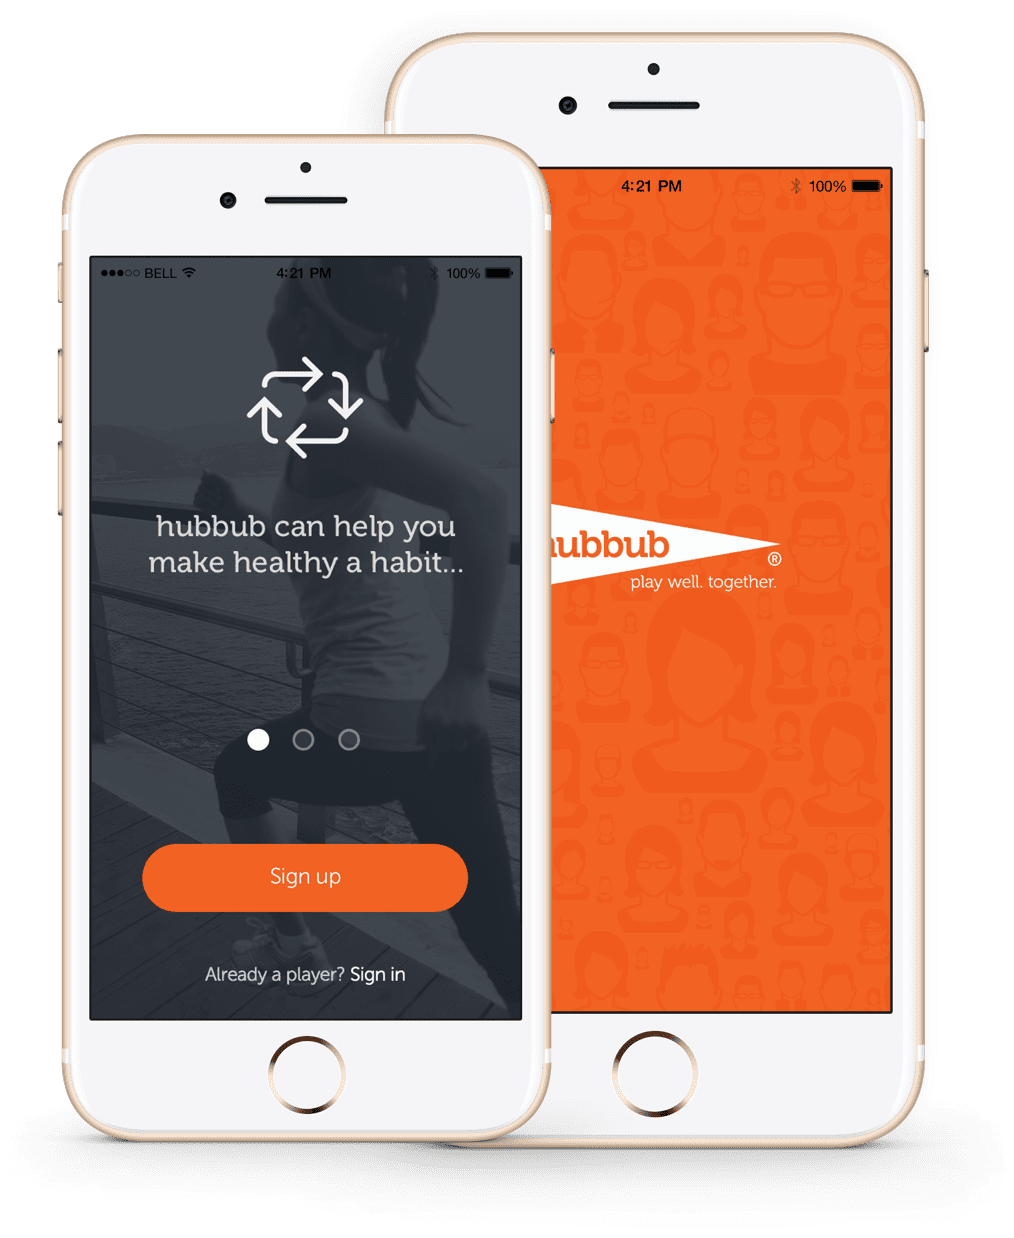 BELL 4:21 PM 100%
hubbub can help you
make healthy a habit...
Sign up
Already a player? Sign in
4:21 PM 100%
hubbub
®
play well. together.